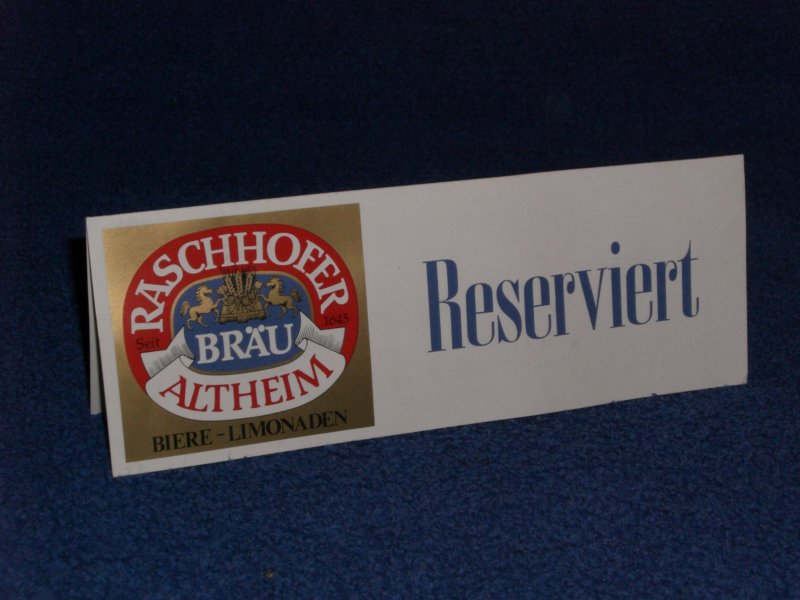 RASCHHOFER
Seit 1645
BRÄU
ALTHEIM
BIERE - LIMONADEN
Reserviert